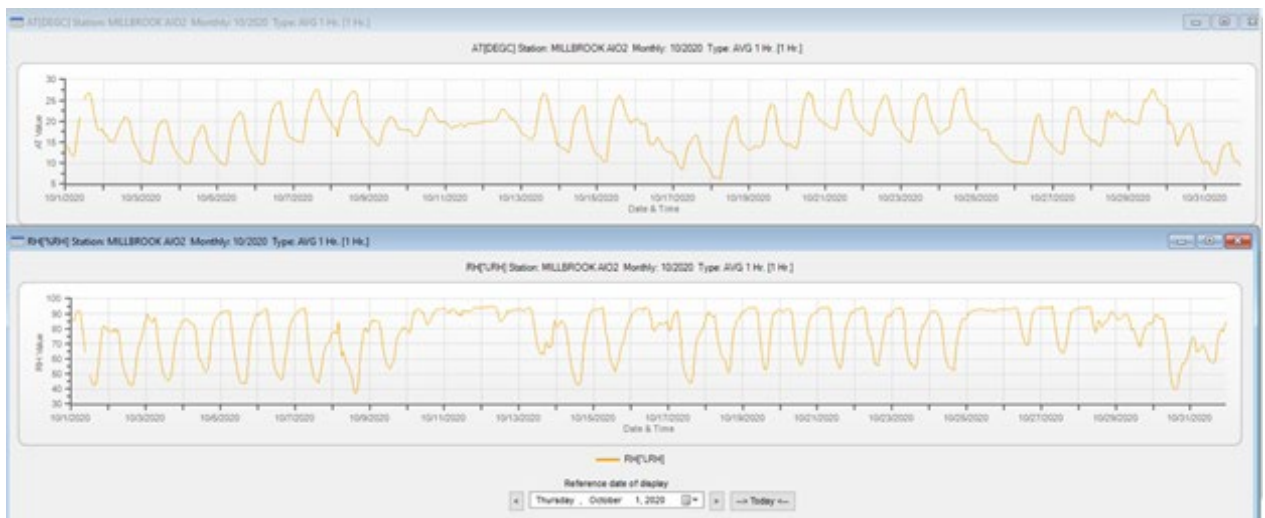 AT[DEGC] Station: MILLBROOK AIO2 Monthly: 10/2020 Type: AVG 1 Hr. [1 Hr.]
AT[DEGC] Station: MILLBROOK AIO2 Monthly: 10/2020 Type: AVG 1 Hr. [1 Hr.]
30
25
20
15
10
5
AT Value
10/1/2020 10/3/2020 10/5/2020 10/7/2020 10/9/2020 10/11/2020 10/13/2020 10/15/2020 10/17/2020 10/19/2020 10/21/2020 10/23/2020 10/25/2020 10/27/2020 10/29/2020 10/31/2020
Date & Time
RH[%RH] Station: MILLBROOK AIO2 Monthly: 10/2020 Type: AVG 1 Hr. [1 Hr.]
RH[%RH] Station: MILLBROOK AIO2 Monthly: 10/2020 Type: AVG 1 Hr. [1 Hr.]
100
90
80
70
60
50
40
30
RH Value
10/1/2020 10/3/2020 10/5/2020 10/7/2020 10/9/2020 10/11/2020 10/13/2020 10/15/2020 10/17/2020 10/19/2020 10/21/2020 10/23/2020 10/25/2020 10/27/2020 10/29/2020 10/31/2020
Date & Time
RH[%RH]
Reference date of display
< Thursday , October 1, 2020 > --> Today <--